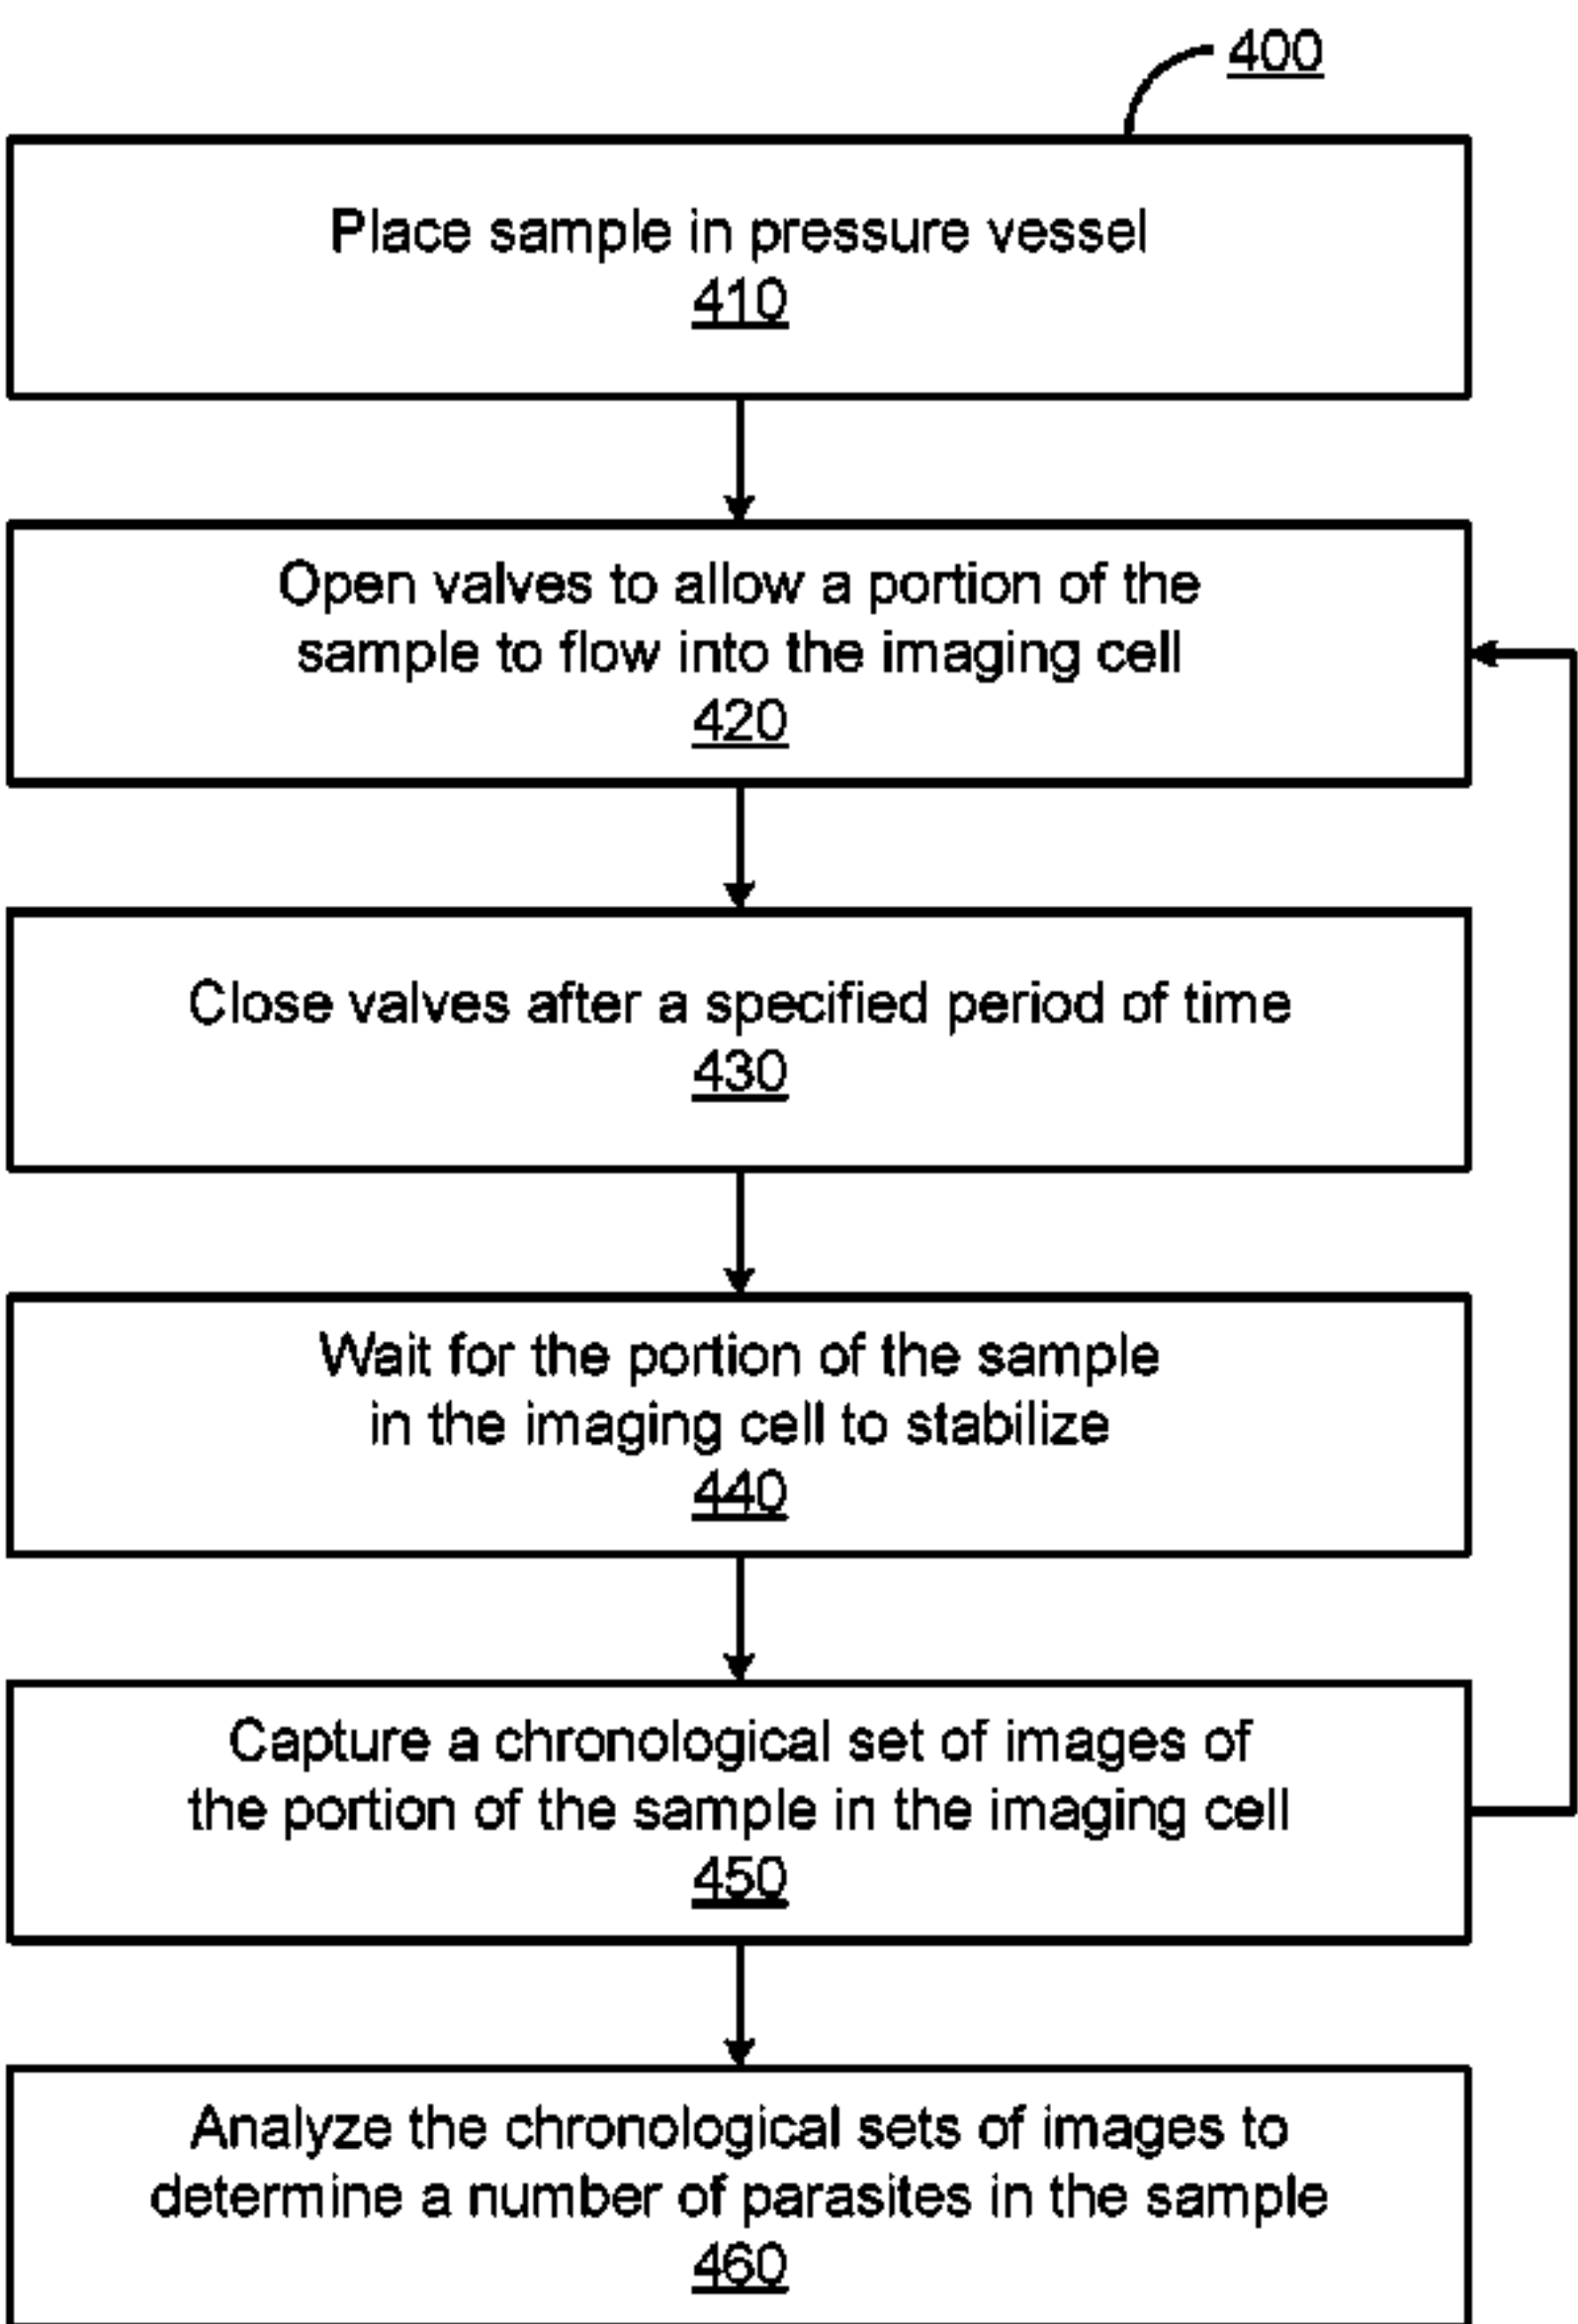 400
Place sample in pressure vessel
410
Open valves to allow a portion of the
sample to flow into the imaging cell
420
Close valves after a specified period of time
430
Wait for the portion of the sample
in the imaging cell to stabilize
440
Capture a chronological set of images of
the portion of the sample in the imaging cell
450
Analyze the chronological sets of images to
determine a number of parasites in the sample
460